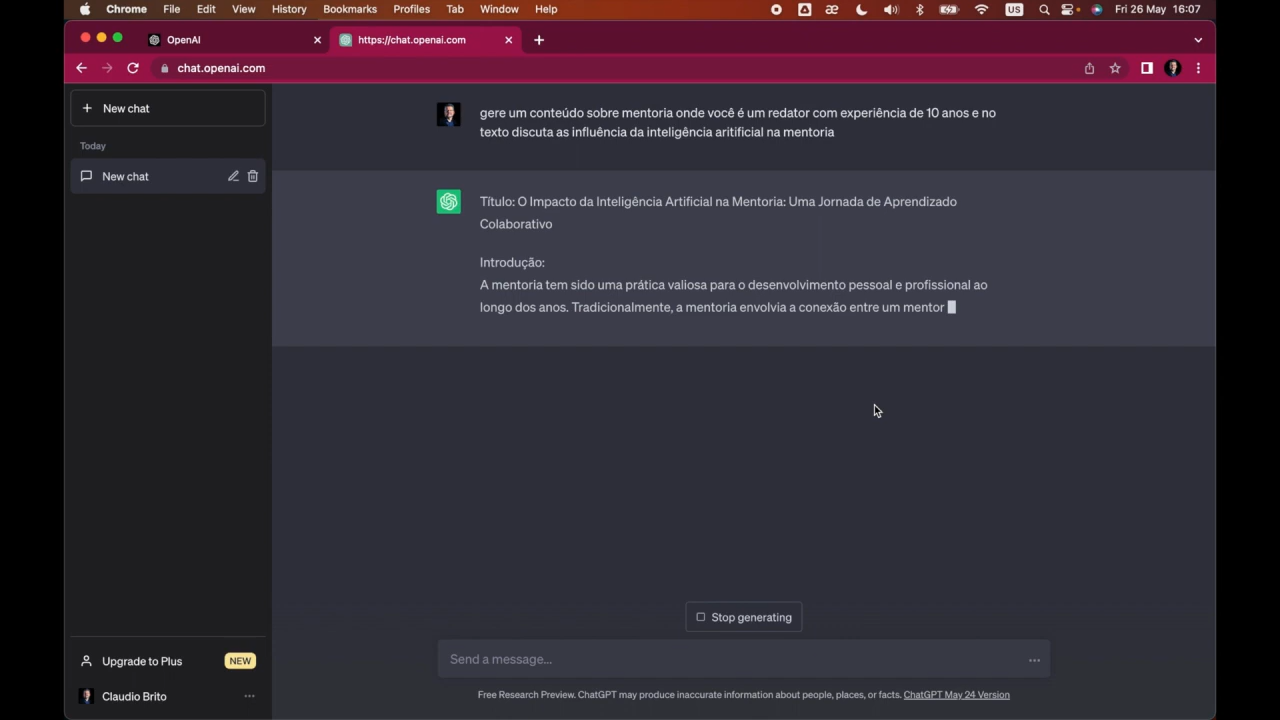 Chrome File Edit View History Bookmarks Profiles Tab Window Help US Fri 26 May 16:07
OpenAI
https://chat.openai.com
chat.openai.com
New chat
Today
New chat
gere um conteúdo sobre mentoria onde você é um redator com experiência de 10 anos e no
texto discuta as influência da inteligência aritificial na mentoria
Título: O Impacto da Inteligência Artificial na Mentoria: Uma Jornada de Aprendizado
Colaborativo
Introdução:
A mentoria tem sido uma prática valiosa para o desenvolvimento pessoal e profissional ao
longo dos anos. Tradicionalmente, a mentoria envolvia a conexão entre um mentor
Stop generating
Send a message...
Free Research Preview. ChatGPT may produce inaccurate information about people, places, or facts. ChatGPT May 24 Version
Upgrade to Plus NEW
Claudio Brito